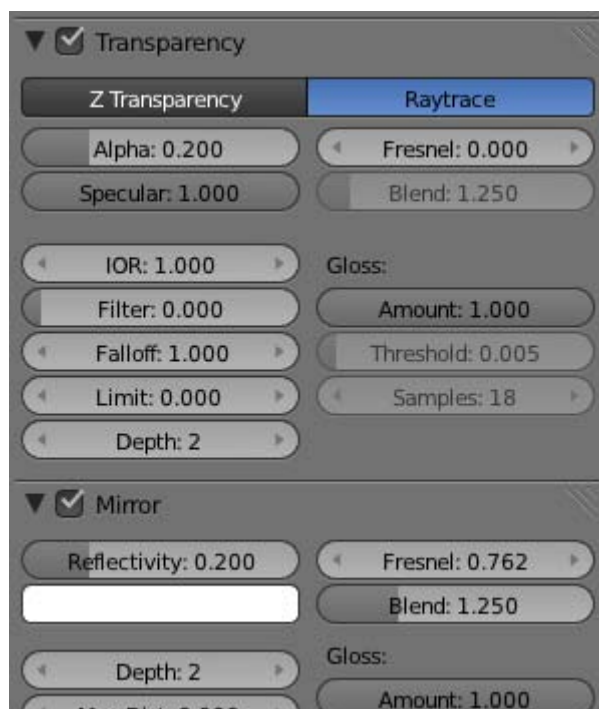 Transparency
Z Transparency Raytrace
Alpha: 0.200 Fresnel: 0.000
Specular: 1.000 Blend: 1.250
IOR: 1.000 Gloss:
Filter: 0.000 Amount: 1.000
Falloff: 1.000 Threshold: 0.005
Limit: 0.000 Samples: 18
Depth: 2
Mirror
Reflectivity: 0.200 Fresnel: 0.762
Blend: 1.250
Depth: 2 Gloss:
Amount: 1.000